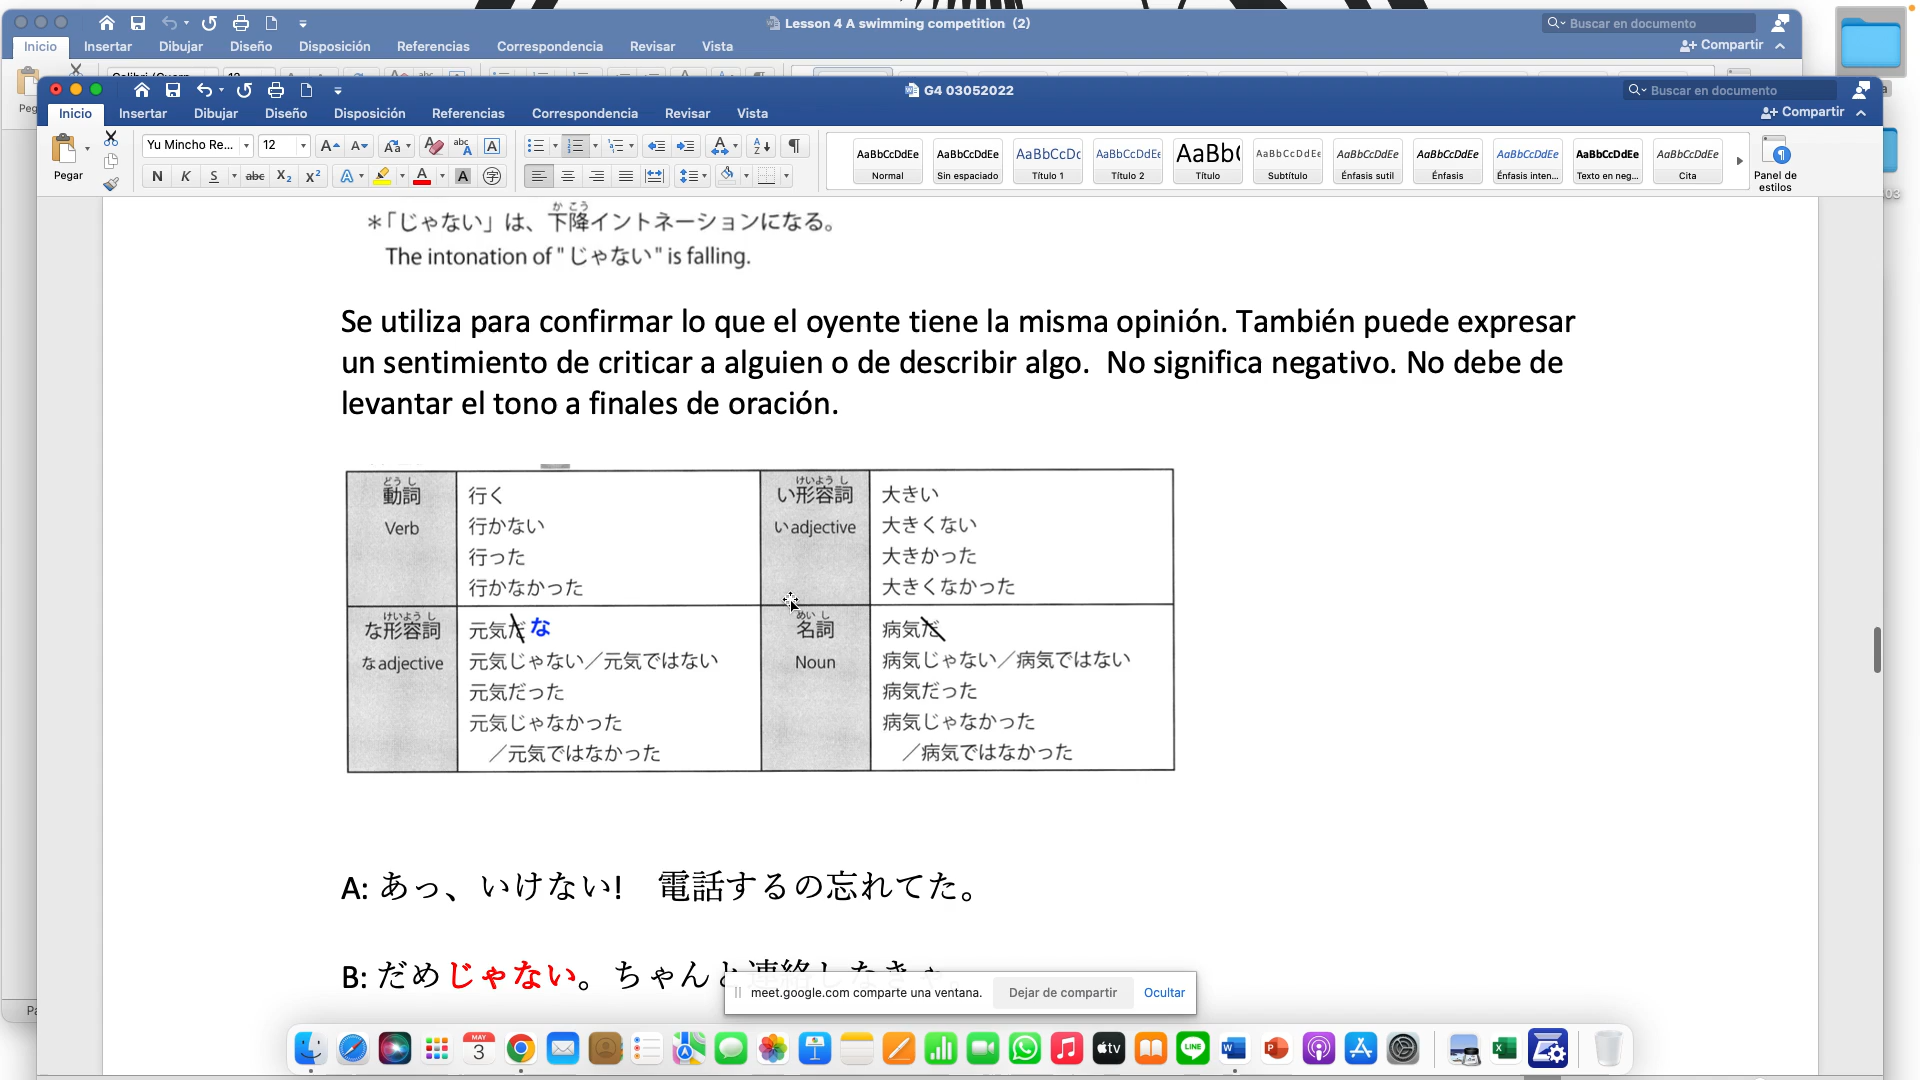 Lesson 4 A swimming competition (2)
Buscar en documento
Inicio Insertar Dibujar Diseño Disposición Referencias Correspondencia Revisar Vista
Compartir
G4 03052022
Buscar en documento
Inicio Insertar Dibujar Diseño Disposición Referencias Correspondencia Revisar Vista
Compartir
Pegar
Yu Mincho Re... 12
N K S abc X₂ X²
AaBbCcDdEe AaBbCcDdEe AaBbCcDc AaBbCcDdEe AaBb( AaBbCcDdEe AaBbCcDdEe AaBbCcDdEe AaBbCcDdEe AaBbCcDdEe AaBbCcDdEe
Normal Sin espaciado Título 1 Título 2 Título Subtítulo Énfasis sutil Énfasis Énfasis inten... Texto en neg... Cita
Panel de
estilos
か こう
＊「じゃない」は、下降イントネーションになる。
The intonation of "じゃない" is falling.
Se utiliza para confirmar lo que el oyente tiene la misma opinión. También puede expresar
un sentimiento de criticar a alguien o de describir algo. No significa negativo. No debe de
levantar el tono a finales de oración.
どうし
動詞
Verb
行く
行かない
行った
行かなかった
けいようし
い形容詞
いadjective
大きい
大きくない
大きかった
大きくなかった
けいようし
な形容詞
なadjective
元気だ な
元気じゃない／元気ではない
元気だった
元気じゃなかった
／元気ではなかった
めいし
名詞
Noun
病気だ
病気じゃない／病気ではない
病気だった
病気じゃなかった
／病気ではなかった
A: あっ、いけない!　電話するの忘れてた。
B: だめじゃない。ちゃんと連絡しなきゃ。
meet.google.com comparte una ventana. Dejar de compartir Ocultar
MAY
3
tv
LINE